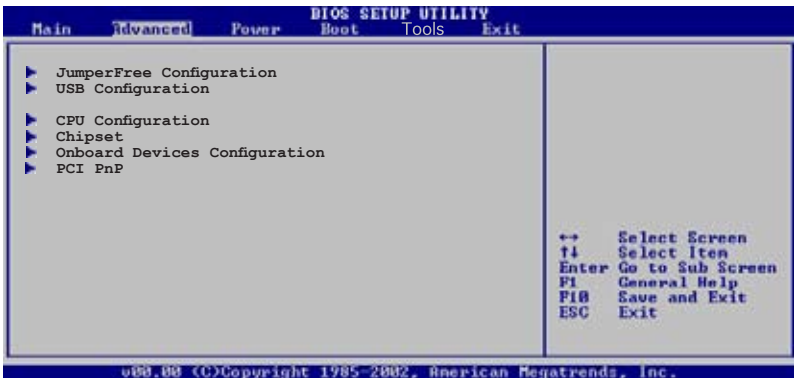 BIOS SETUP UTILITY
Main Advanced Power Boot Tools Exit
JumperFree Configuration
USB Configuration
CPU Configuration
Chipset
Onboard Devices Configuration
PCI PnP
↔ Select Screen
↑↓ Select Item
Enter Go to Sub Screen
F1 General Help
F10 Save and Exit
ESC Exit
v00.00 (C)Copyright 1985-2002, American Megatrends, Inc.